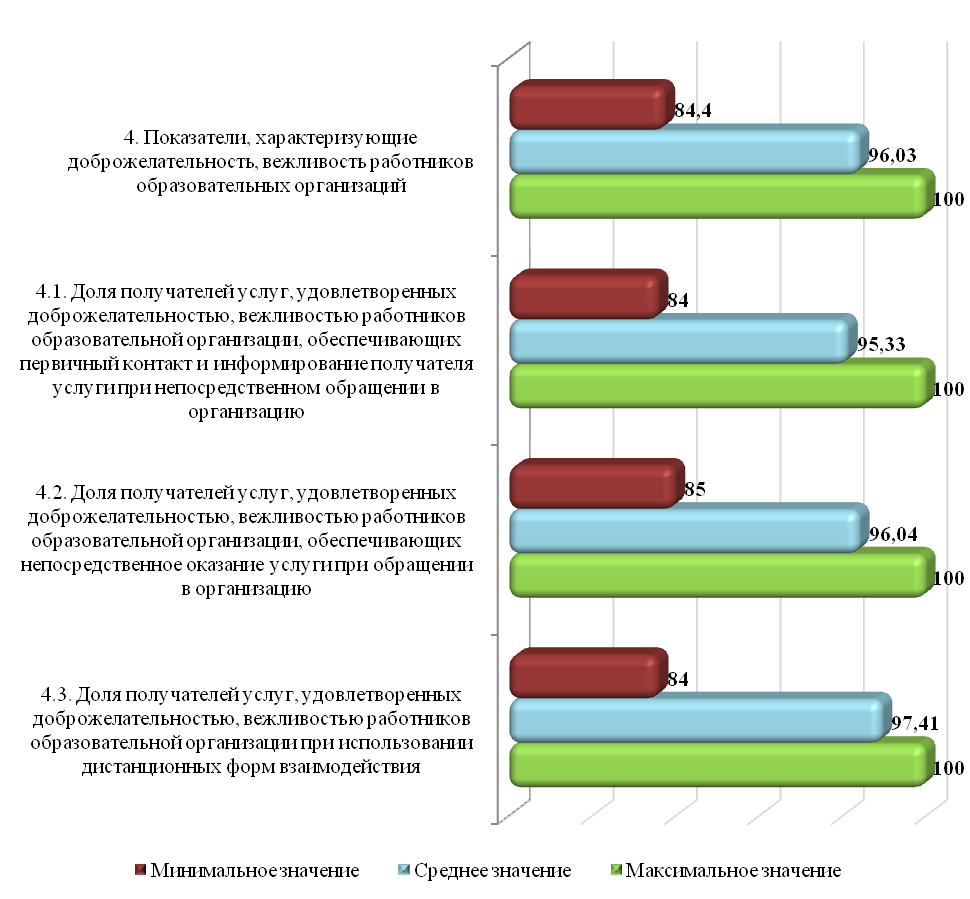 4. Показатели, характеризующие
доброжелательность, вежливость работников
образовательных организаций
84,4
96,03
100
4.1. Доля получателей услуг, удовлетворенных
доброжелательностью, вежливостью работников
образовательной организации, обеспечивающих
первичный контакт и информирование получателя
услуги при непосредственном обращении в
организацию
84
95,33
100
4.2. Доля получателей услуг, удовлетворенных
доброжелательностью, вежливостью работников
образовательной организации, обеспечивающих
непосредственное оказание услуги при обращении
в организацию
85
96,04
100
4.3. Доля получателей услуг, удовлетворенных
доброжелательностью, вежливостью работников
образовательной организации при использовании
дистанционных форм взаимодействия
84
97,41
100
Минимальное значение
Среднее значение
Максимальное значение